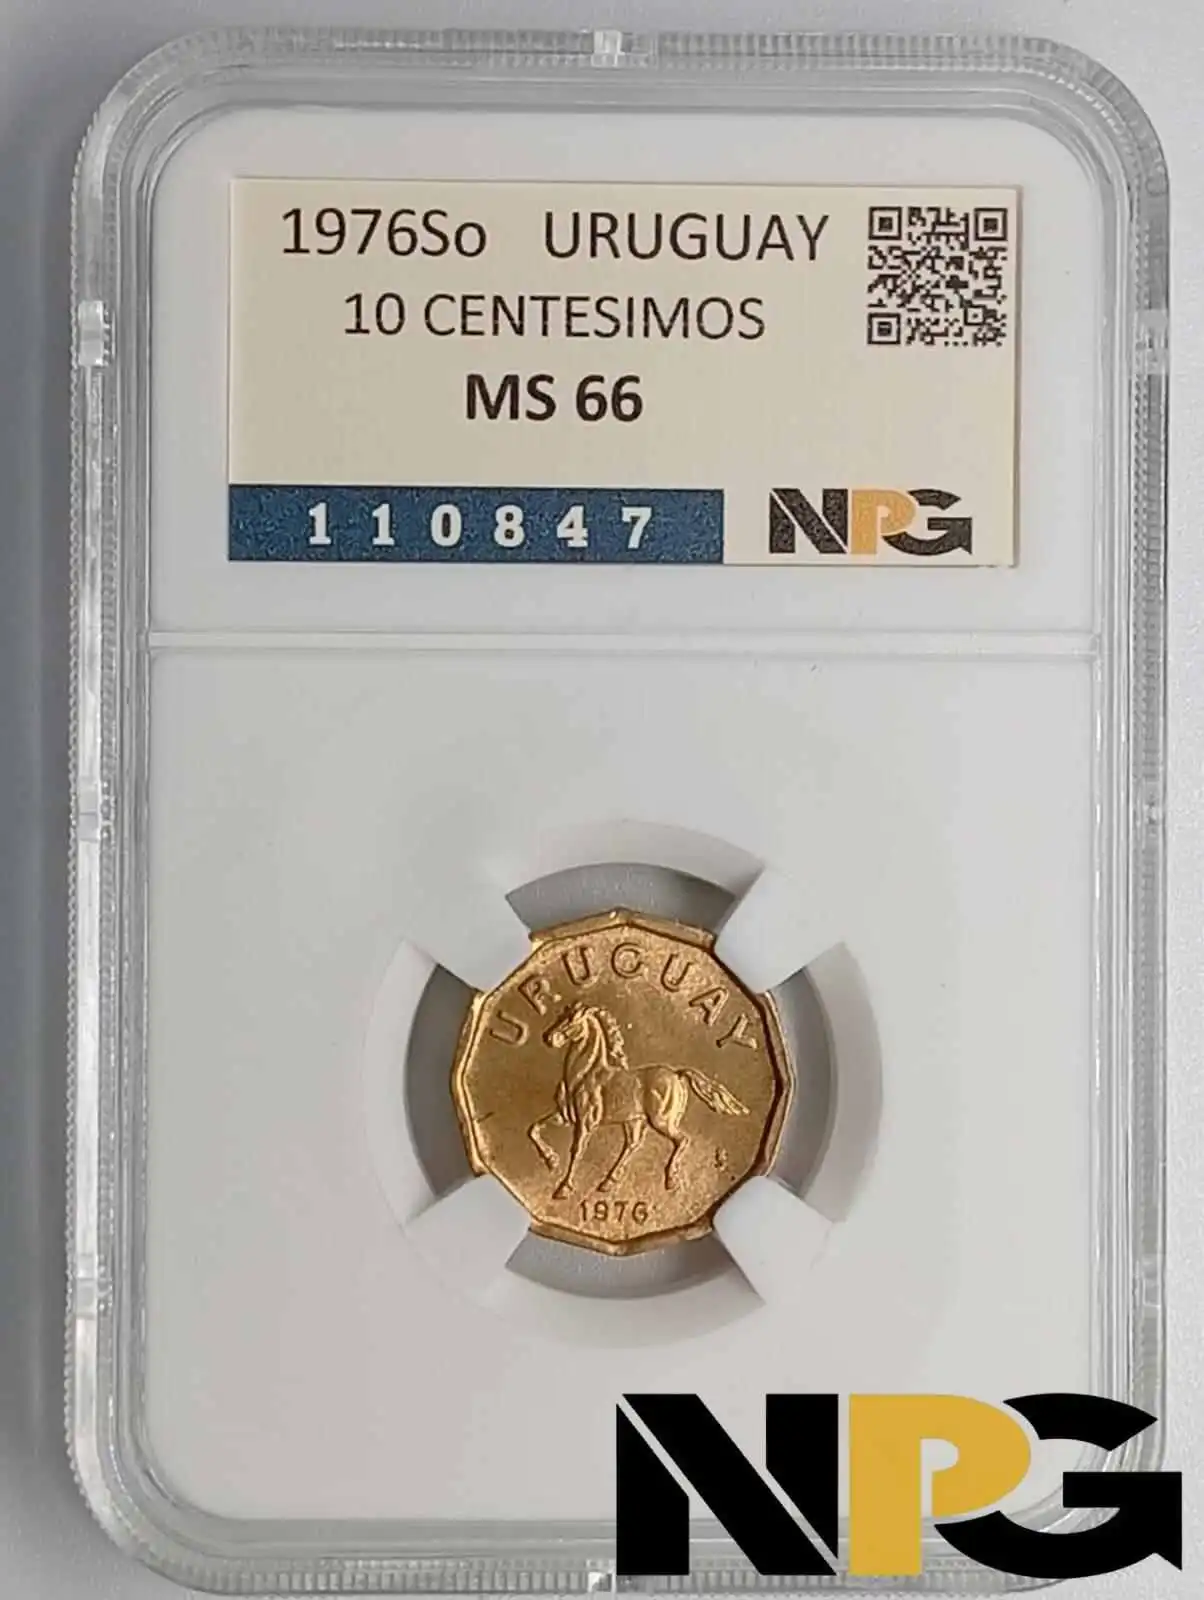 1976So URUGUAY
10 CENTESIMOS
MS 66
110847
NPG
URUGUAY
1976
NPG